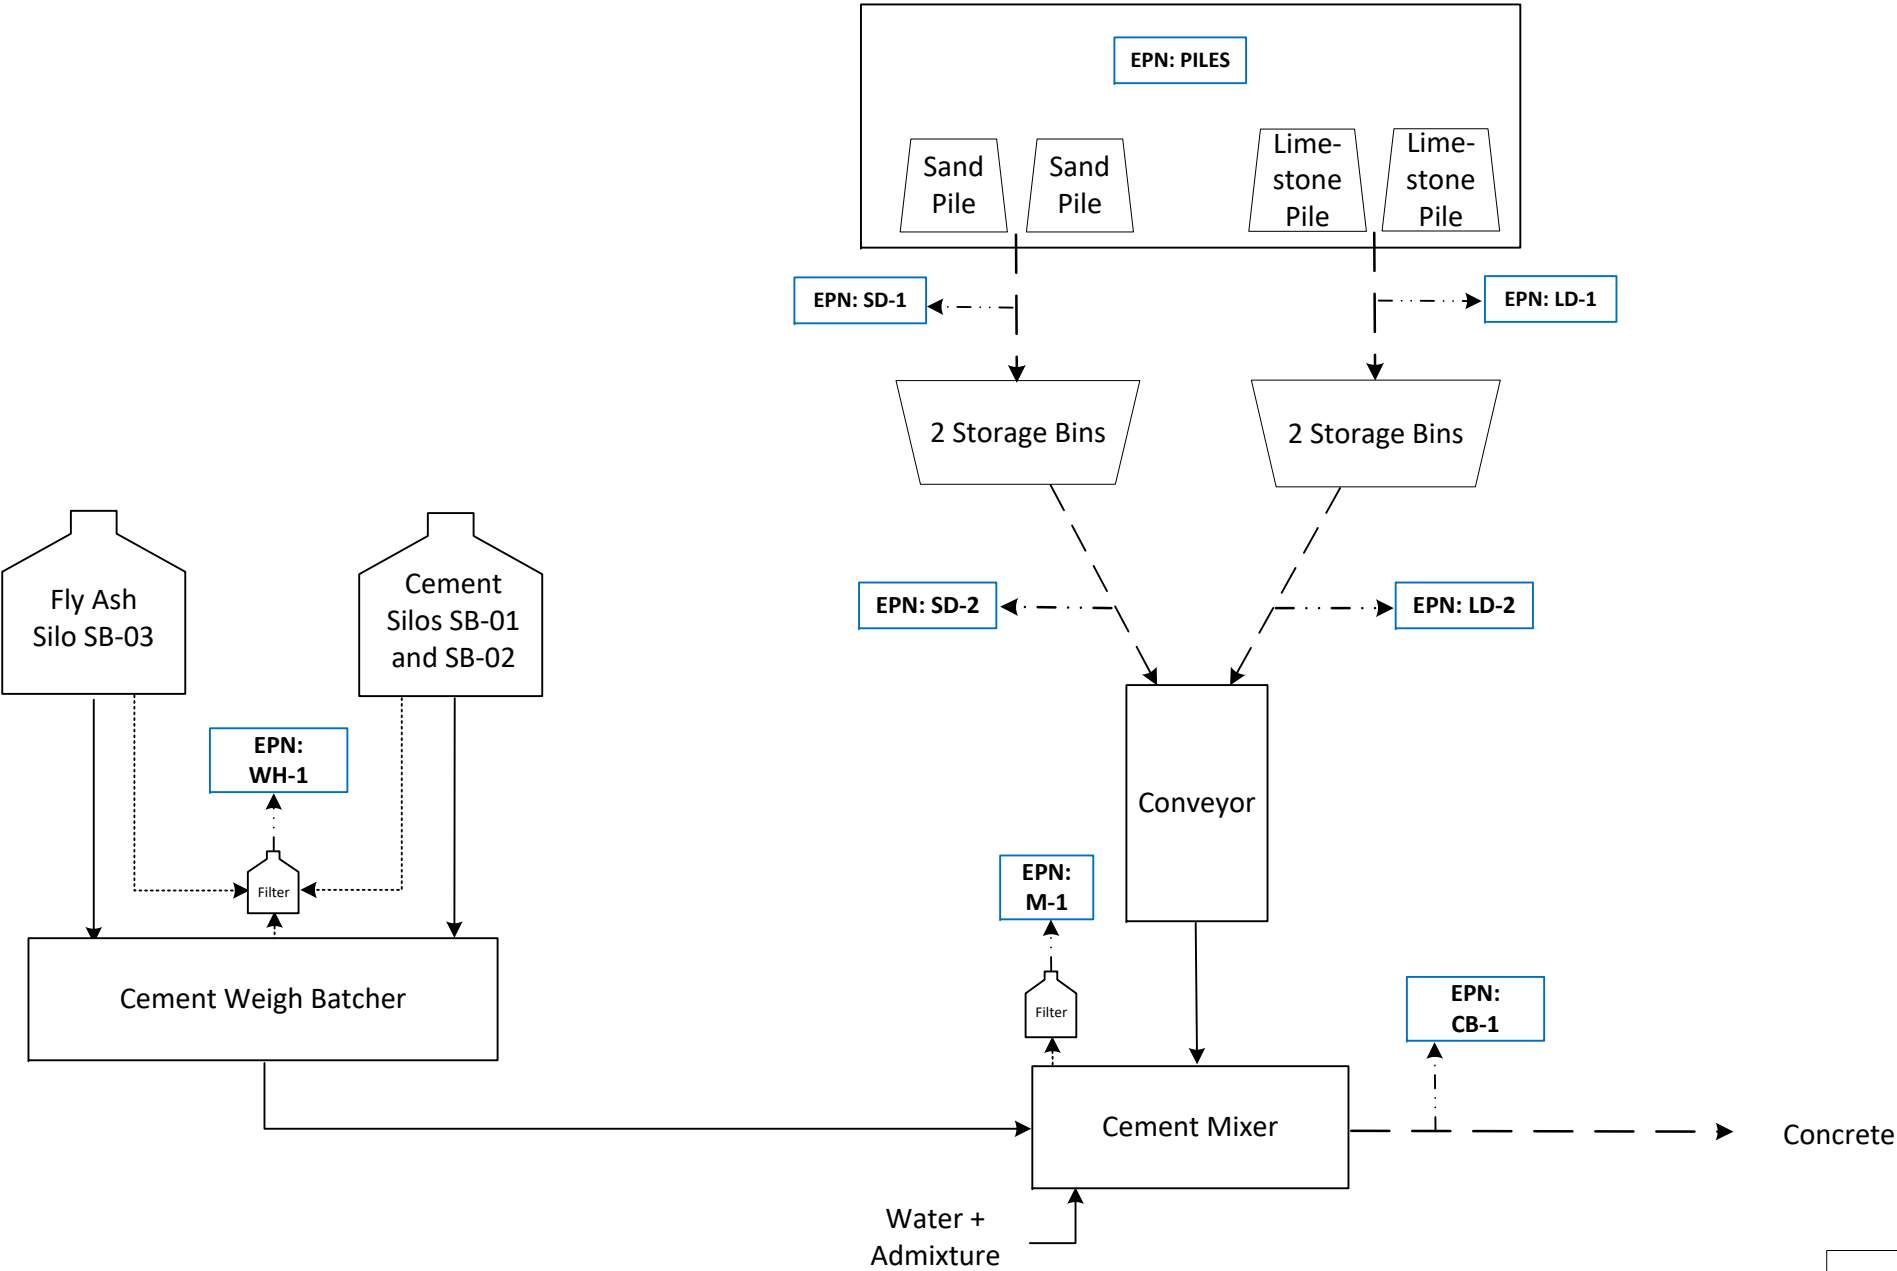 EPN: PILES
Sand
Pile
Sand
Pile
Lime-
stone
Pile
Lime-
stone
Pile
EPN: SD-1
EPN: LD-1
2 Storage Bins
2 Storage Bins
Fly Ash
Silo SB-03
Cement
Silos SB-01
and SB-02
EPN: SD-2
EPN: LD-2
EPN:
WH-1
Conveyor
Filter
EPN:
M-1
Cement Weigh Batcher
Filter
EPN:
CB-1
Cement Mixer
Concrete
Water +
Admixture